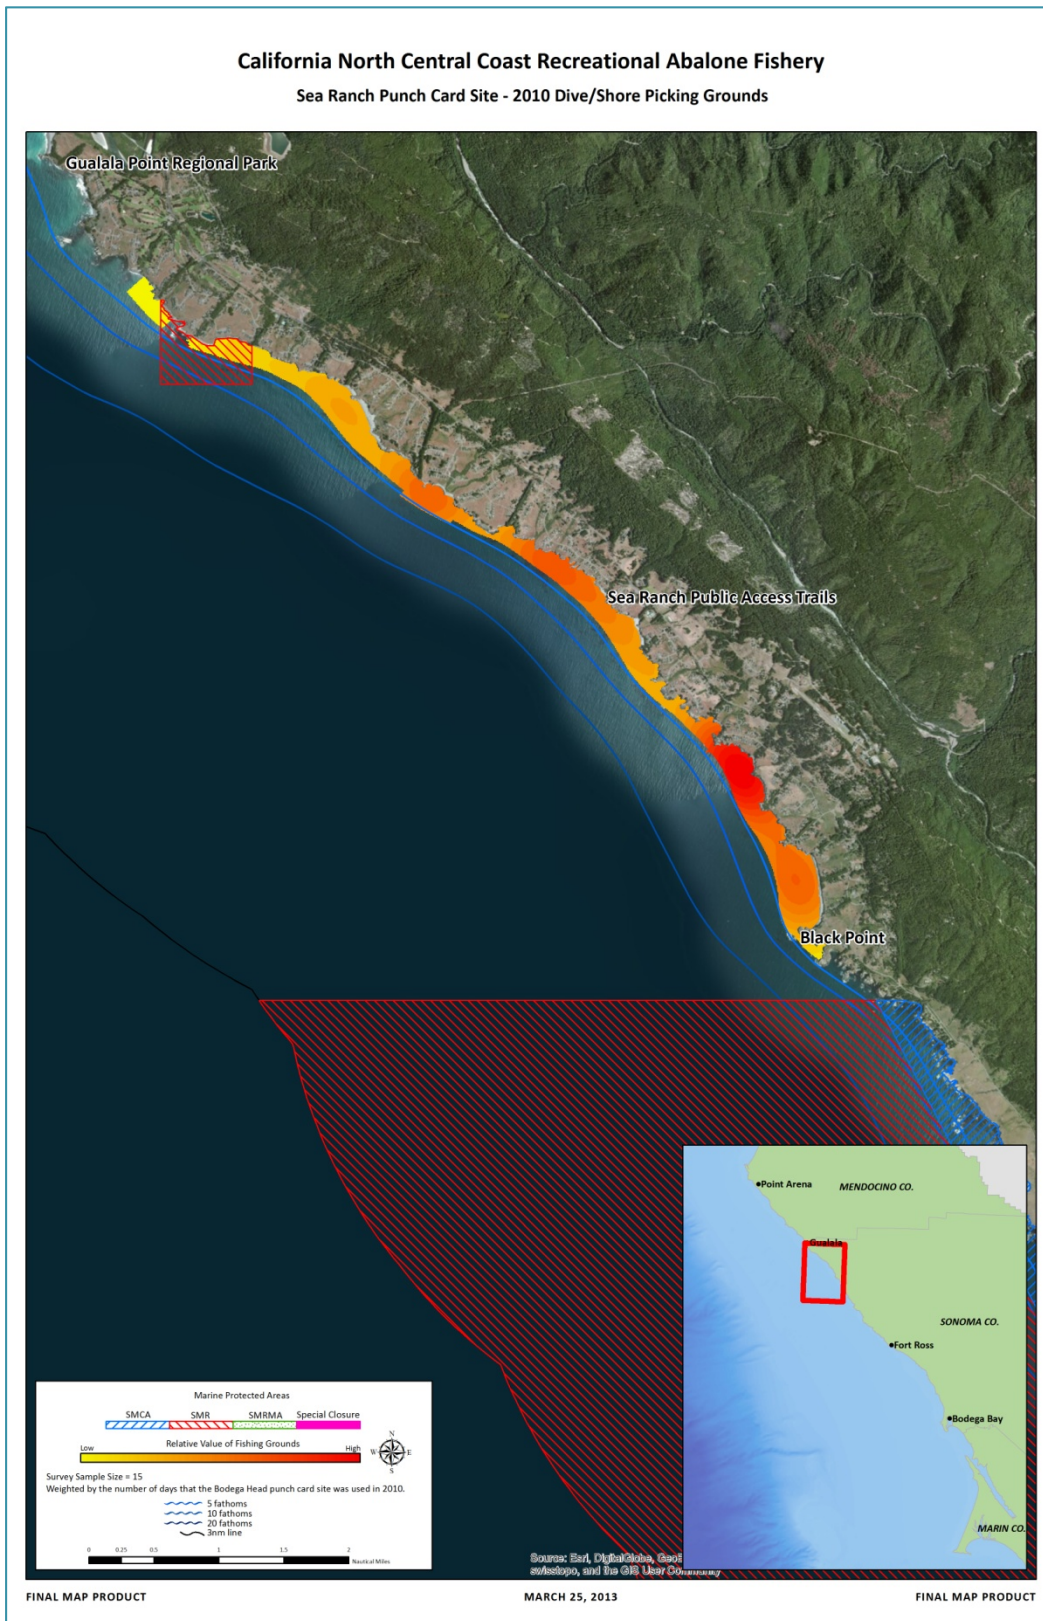 California North Central Coast Recreational Abalone Fishery
Sea Ranch Punch Card Site - 2010 Dive/Shore Picking Grounds
Gualala Point Regional Park
Sea Ranch Public Access Trails
Black Point
Point Arena
MENDOCINO CO.
Gualala
SONOMA CO.
Fort Ross
Bodega Bay
MARIN CO.
Marine Protected Areas
SMCA SMR SMRMA Special Closure
Relative Value of Fishing Grounds
Low High
N
W E
S
Survey Sample Size = 15
Weighted by the number of days that the Bodega Head punch card site was used in 2010.
5 fathoms
10 fathoms
20 fathoms
3nm line
0 0.25 0.5 1 1.5 2
Nautical Miles
Source: Esri, DigitalGlobe, GeoE
swisstopo, and the GIS User Community
FINAL MAP PRODUCT MARCH 25, 2013 FINAL MAP PRODUCT